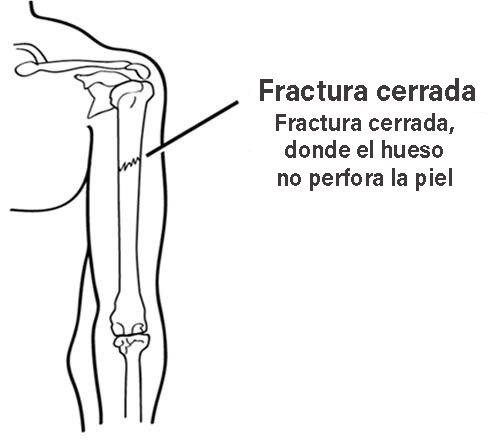 Fractura cerrada
Fractura cerrada,
donde el hueso
no perfora la piel